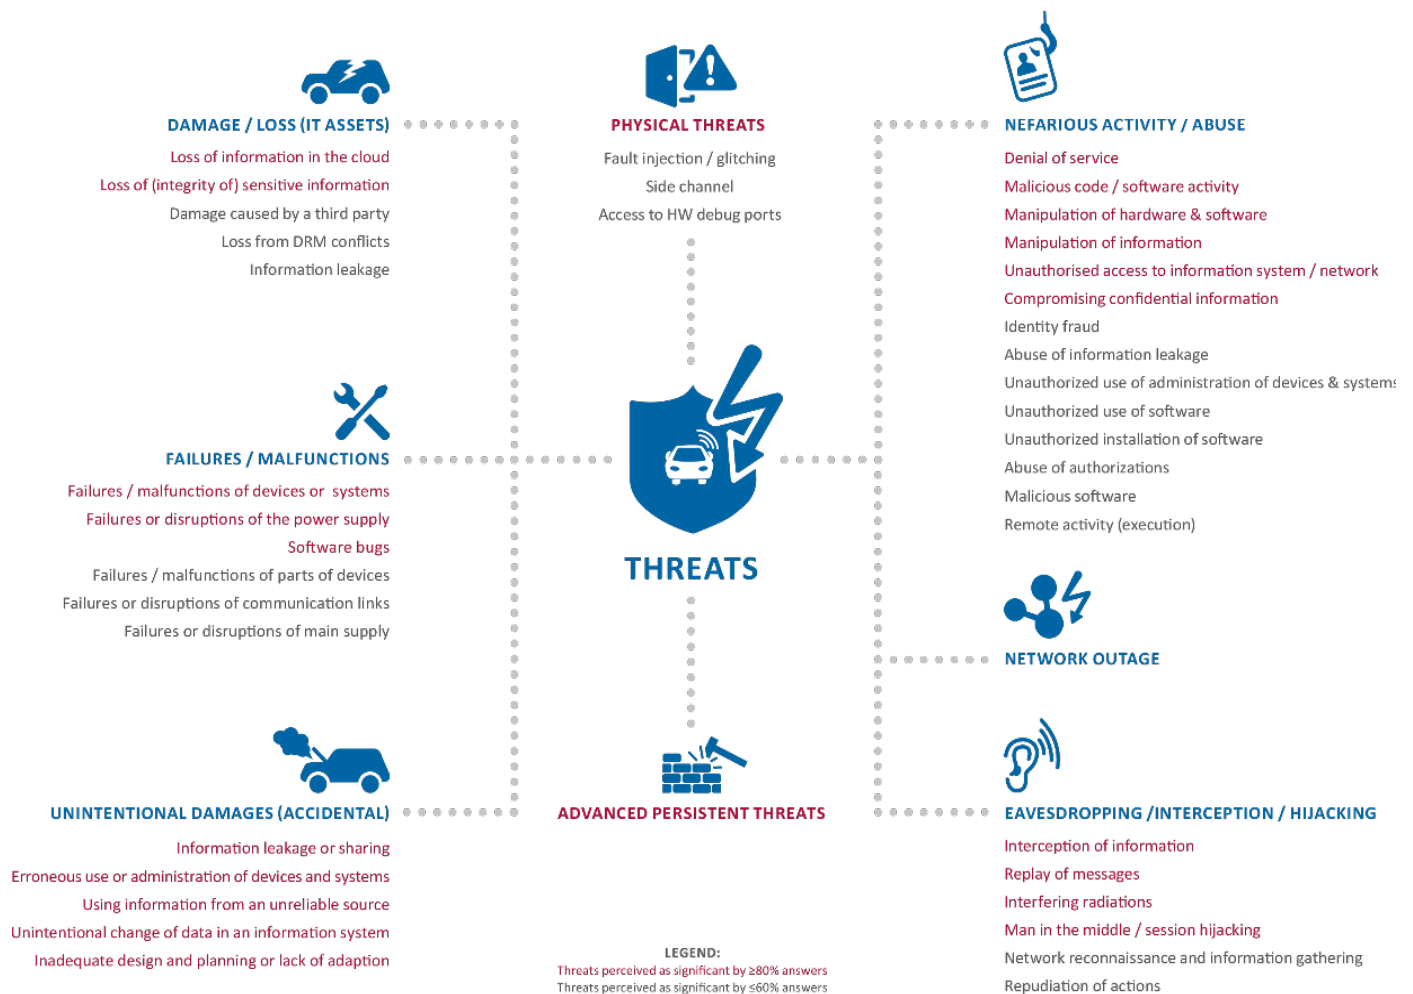 DAMAGE / LOSS (IT ASSETS)
Loss of information in the cloud
Loss of (integrity of) sensitive information
Damage caused by a third party
Loss from DRM conflicts
Information leakage
FAILURES / MALFUNCTIONS
Failures / malfunctions of devices or systems
Failures or disruptions of the power supply
Software bugs
Failures / malfunctions of parts of devices
Failures or disruptions of communication links
Failures or disruptions of main supply
UNINTENTIONAL DAMAGES (ACCIDENTAL)
Information leakage or sharing
Erroneous use or administration of devices and systems
Using information from an unreliable source
Unintentional change of data in an information system
Inadequate design and planning or lack of adaption
PHYSICAL THREATS
Fault injection / glitching
Side channel
Access to HW debug ports
THREATS
ADVANCED PERSISTENT THREATS
LEGEND:
Threats perceived as significant by ≥80% answers
Threats perceived as significant by ≤60% answers
NEFARIOUS ACTIVITY / ABUSE
Denial of service
Malicious code / software activity
Manipulation of hardware & software
Manipulation of information
Unauthorised access to information system / network
Compromising confidential information
Identity fraud
Abuse of information leakage
Unauthorized use of administration of devices & systems
Unauthorized use of software
Unauthorized installation of software
Abuse of authorizations
Malicious software
Remote activity (execution)
NETWORK OUTAGE
EAVESDROPPING /INTERCEPTION / HIJACKING
Interception of information
Replay of messages
Interfering radiations
Man in the middle / session hijacking
Network reconnaissance and information gathering
Repudiation of actions